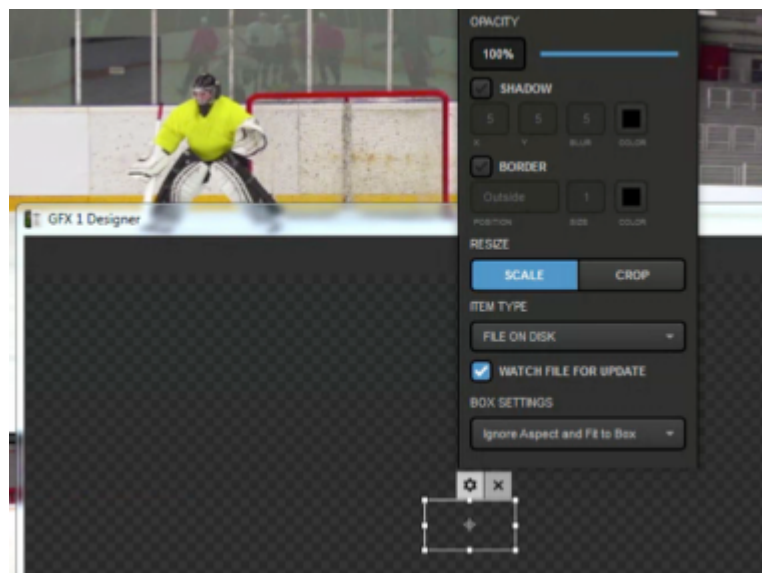 OPACITY
100%
SHADOW
5 5 5
X Y BLUR COLOR
BORDER
Outside 1
POSITION SIZE COLOR
GFX 1 Designer
RESIZE
SCALE CROP
ITEM TYPE
FILE ON DISK
WATCH FILE FOR UPDATE
BOX SETTINGS
Ignore Aspect and Fit to Box